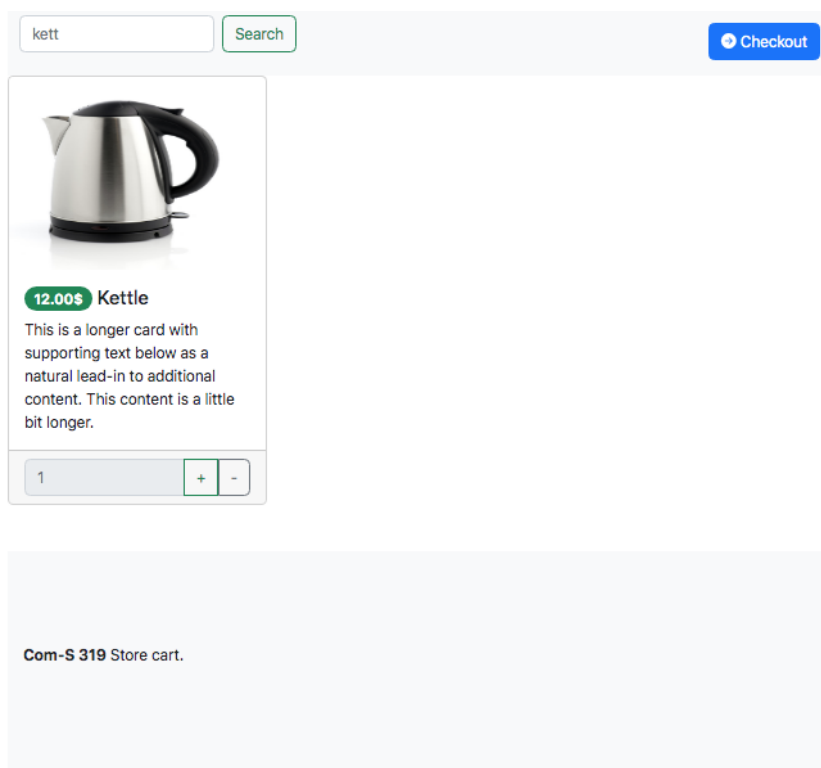 kett Search
Checkout
12.00$ Kettle
This is a longer card with
supporting text below as a
natural lead-in to additional
content. This content is a little
bit longer.
1 + -
Com-S 319 Store cart.